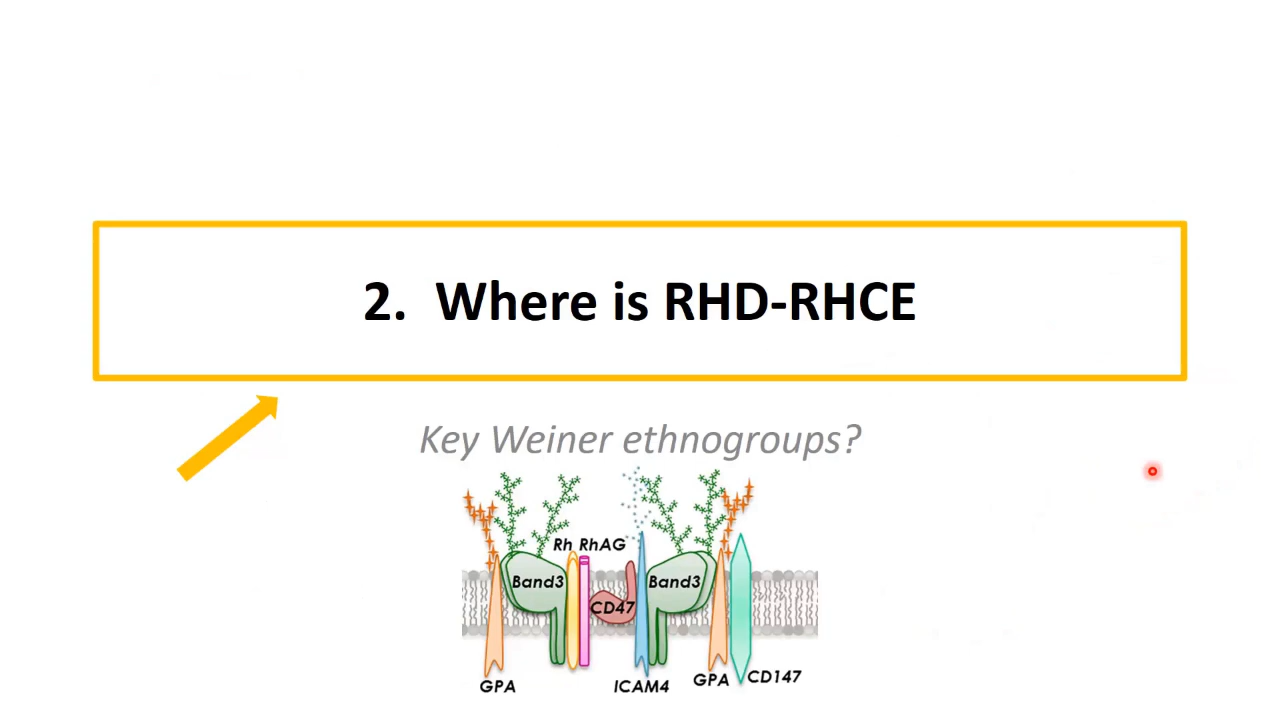 2. Where is RHD-RHCE
Key Weiner ethnogroups?
Rh RhAG
Band3
Band3
CD47
GPA
ICAM4
GPA
CD147